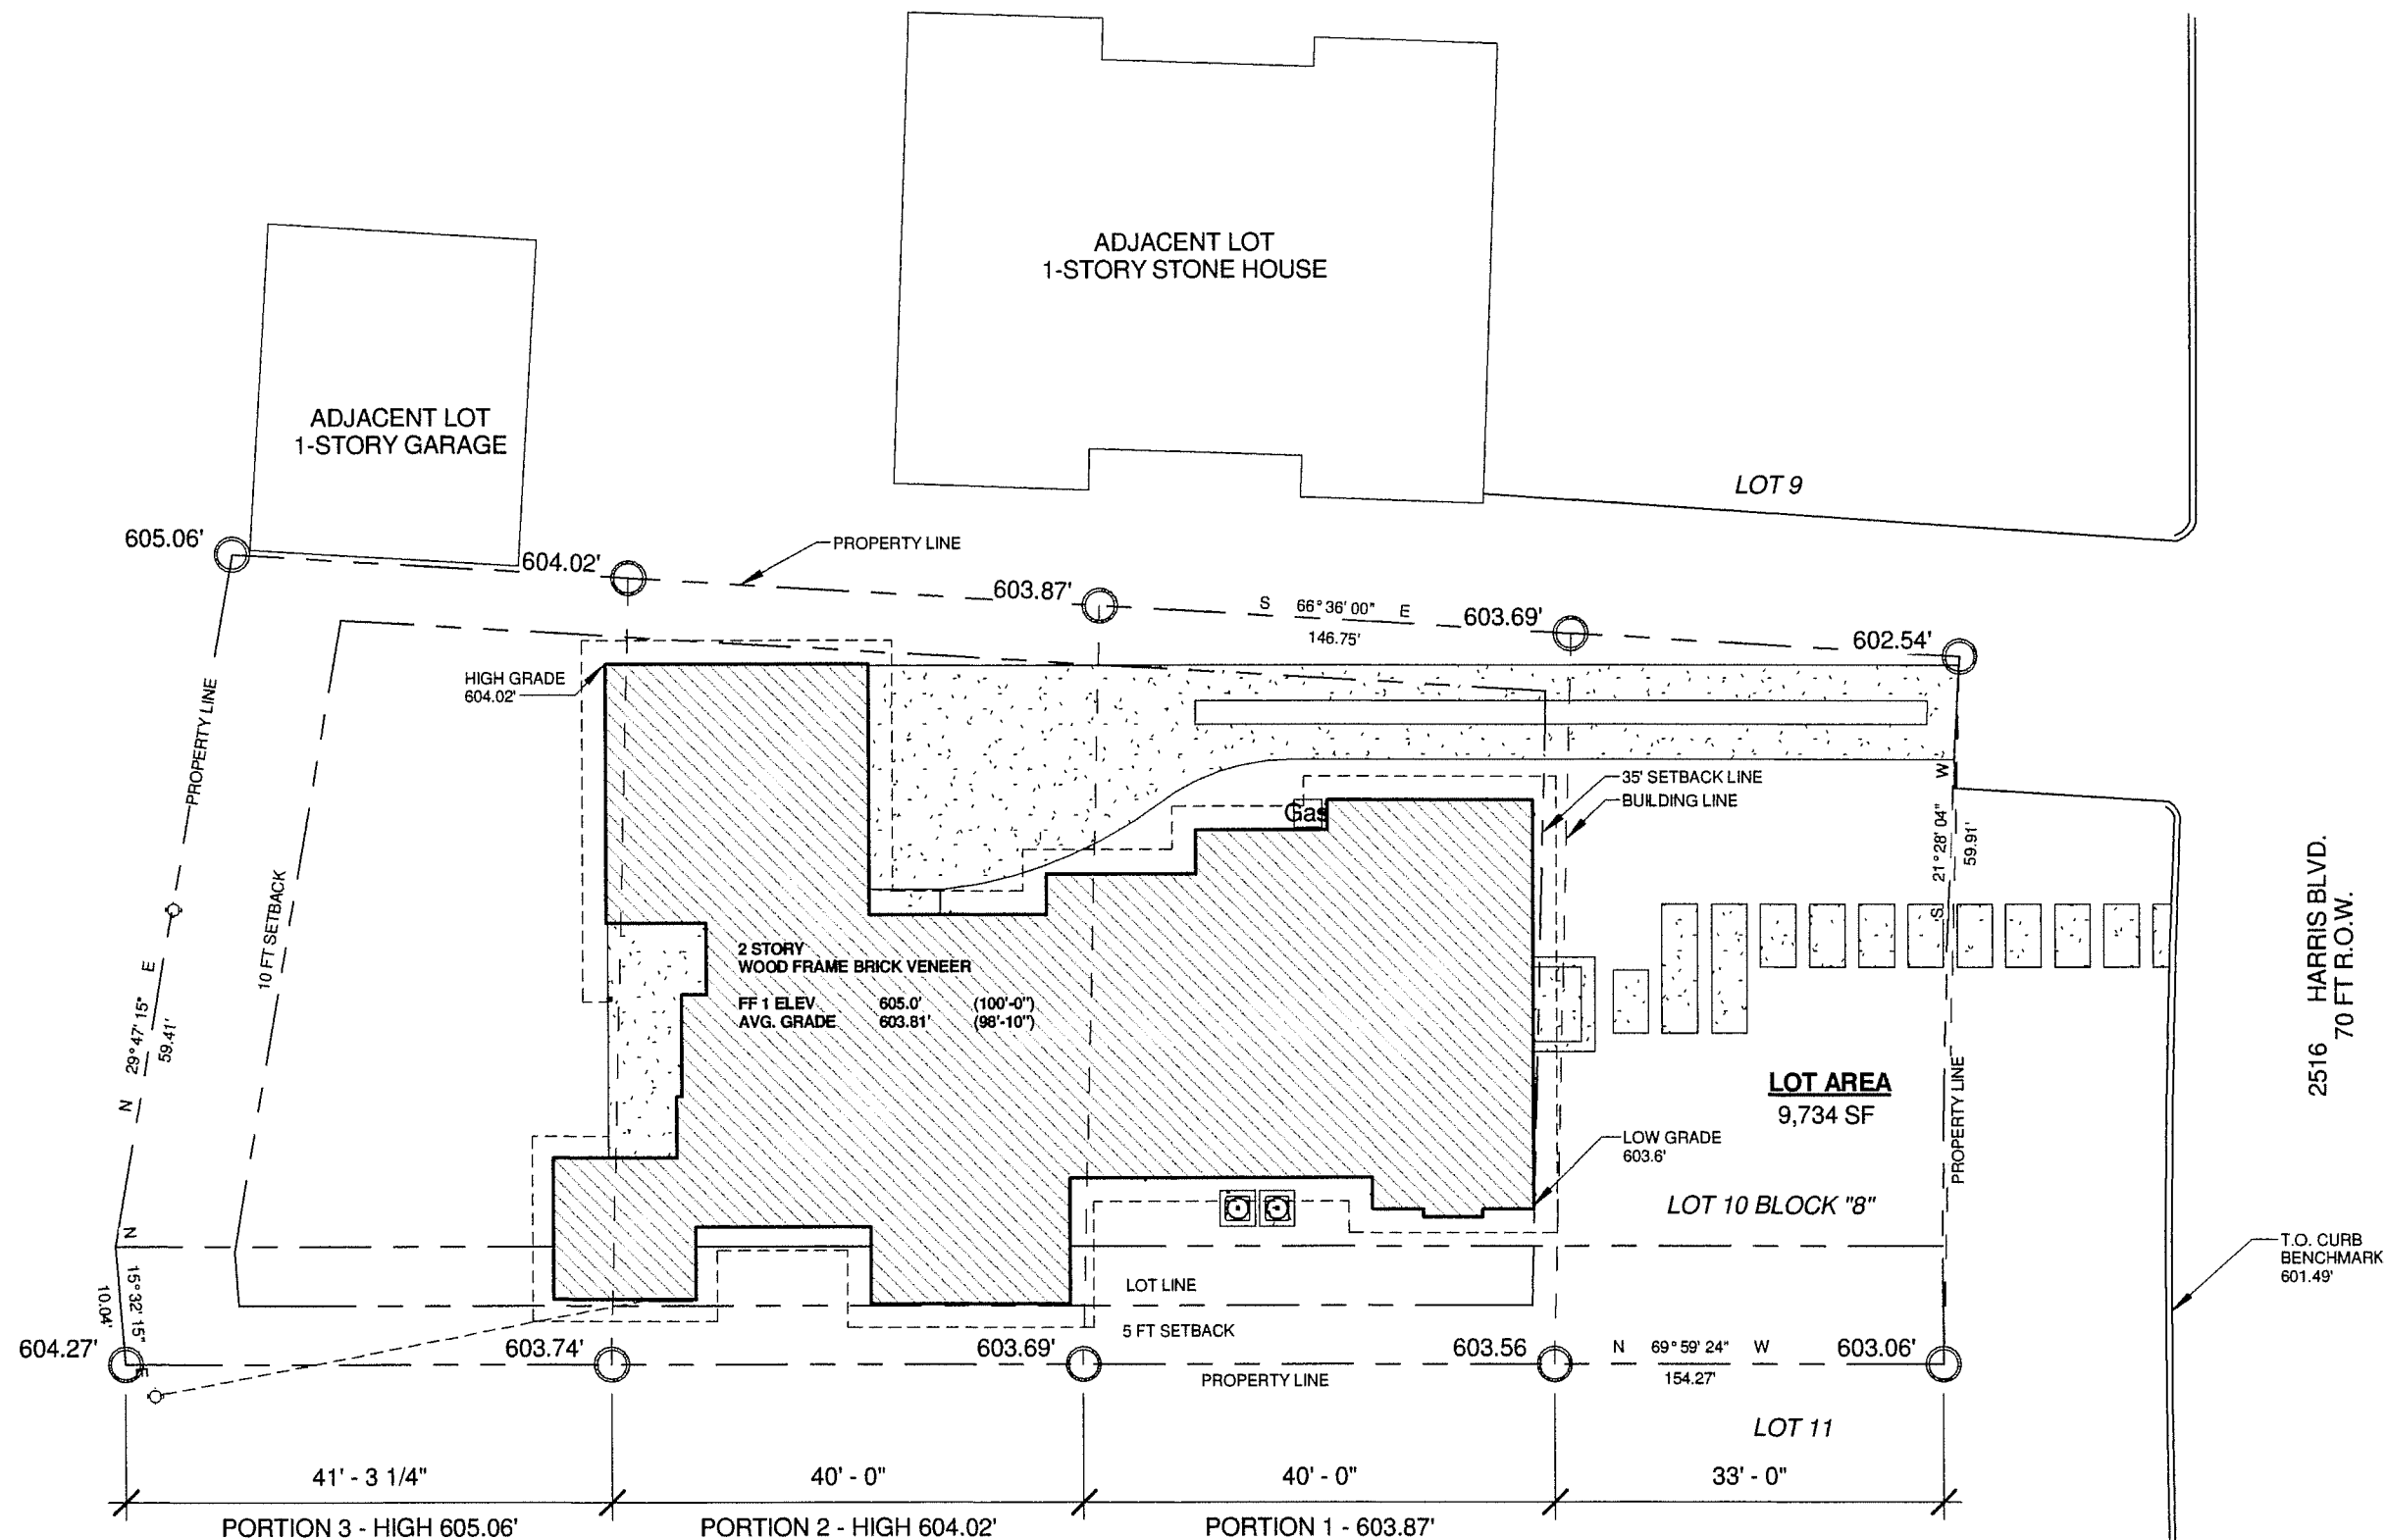 ADJACENT LOT
1-STORY STONE HOUSE
ADJACENT LOT
1-STORY GARAGE
LOT 9
605.06'
604.02'
PROPERTY LINE
603.87'
S 66°36'00" E
146.75'
603.69'
602.54'
HIGH GRADE
604.02'
PROPERTY LINE
10 FT SETBACK
N 29°47'15" E
59.41'
Gas
35' SETBACK LINE
BUILDING LINE
S 21°28'04" W
59.91'
2516 HARRIS BLVD.
70 FT R.O.W.
2 STORY
WOOD FRAME BRICK VENEER
FF 1 ELEV 605.0' (100'-0")
AVG. GRADE 603.81' (98'-10")
LOT AREA
9,734 SF
PROPERTY LINE
LOW GRADE
603.6'
LOT 10 BLOCK "8"
T.O. CURB
BENCHMARK
601.49'
N 15°32'15" E
10.04'
LOT LINE
5 FT SETBACK
604.27'
603.74'
603.69'
603.56
N 69°59'24" W
154.27'
603.06'
PROPERTY LINE
LOT 11
41' - 3 1/4"
40' - 0"
40' - 0"
33' - 0"
PORTION 3 - HIGH 605.06'
PORTION 2 - HIGH 604.02'
PORTION 1 - 603.87'